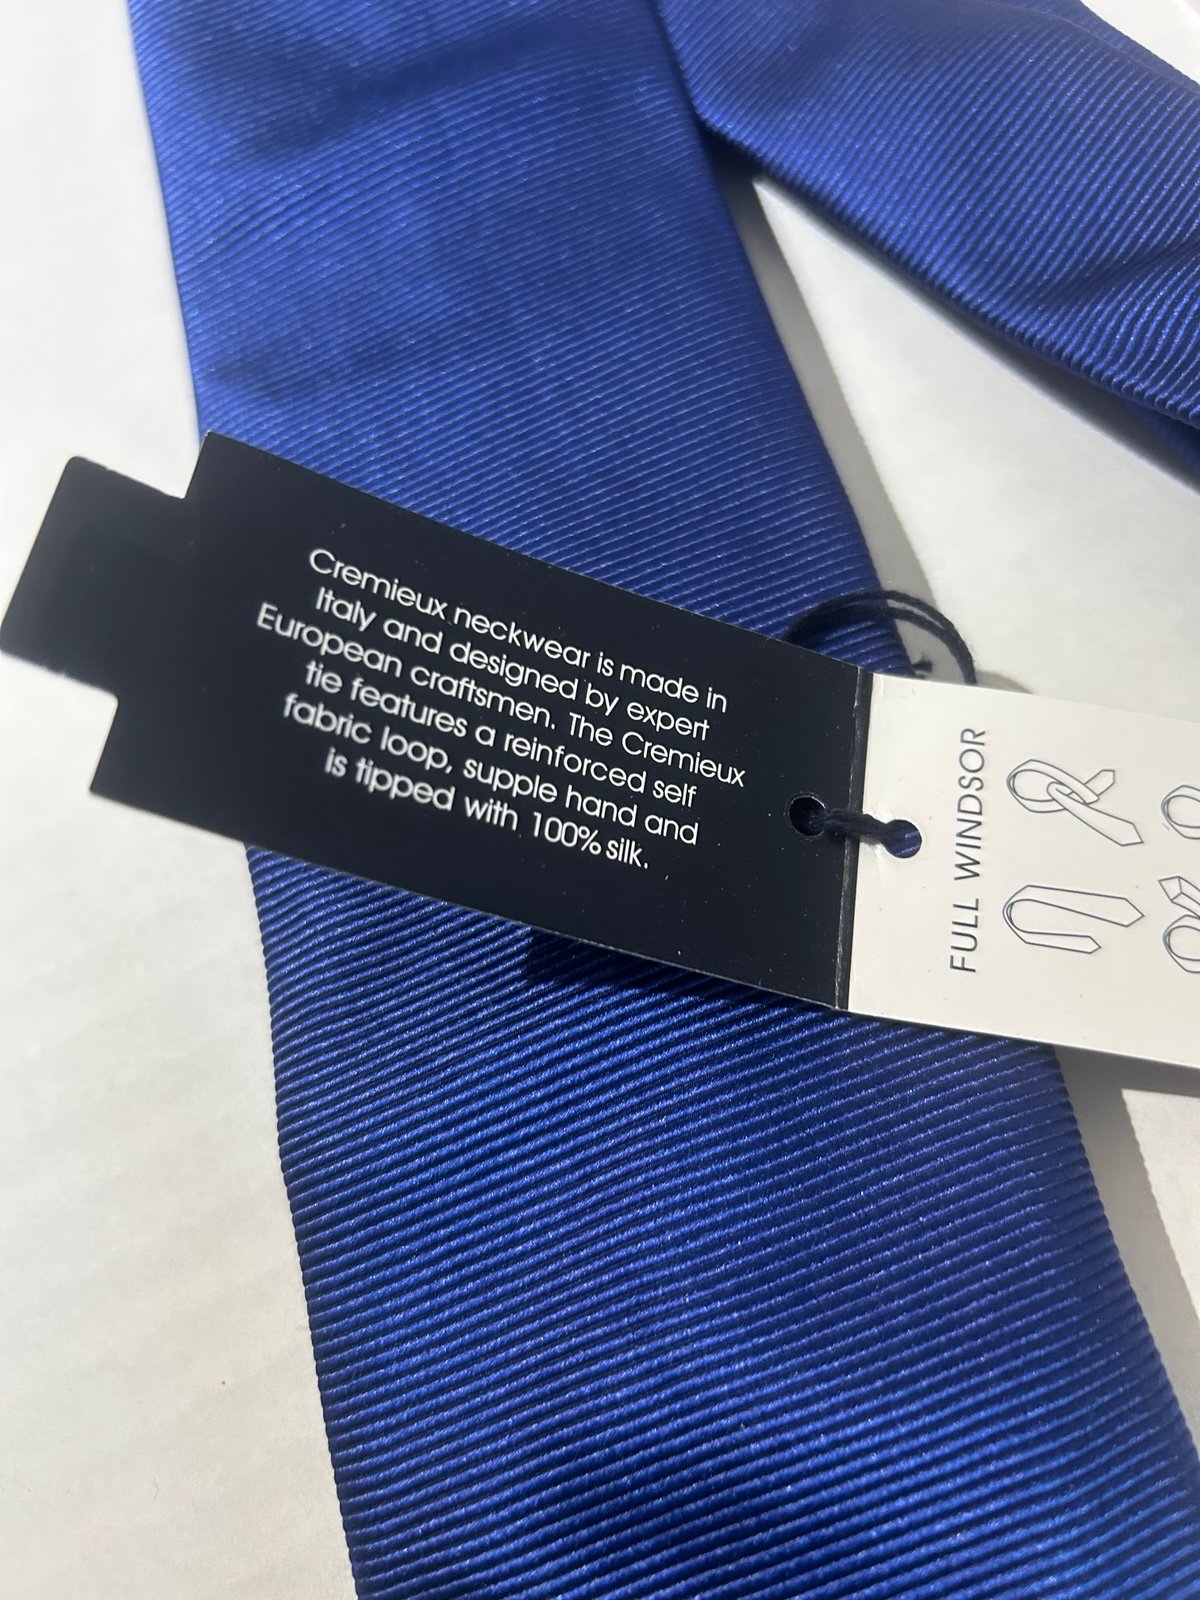 Cremieux neckwear is made in
Italy and designed by expert
European craftsmen. The Cremieux
tie features a reinforced self
fabric loop, supple hand and
is tipped with 100% silk.
FULL WINDSOR